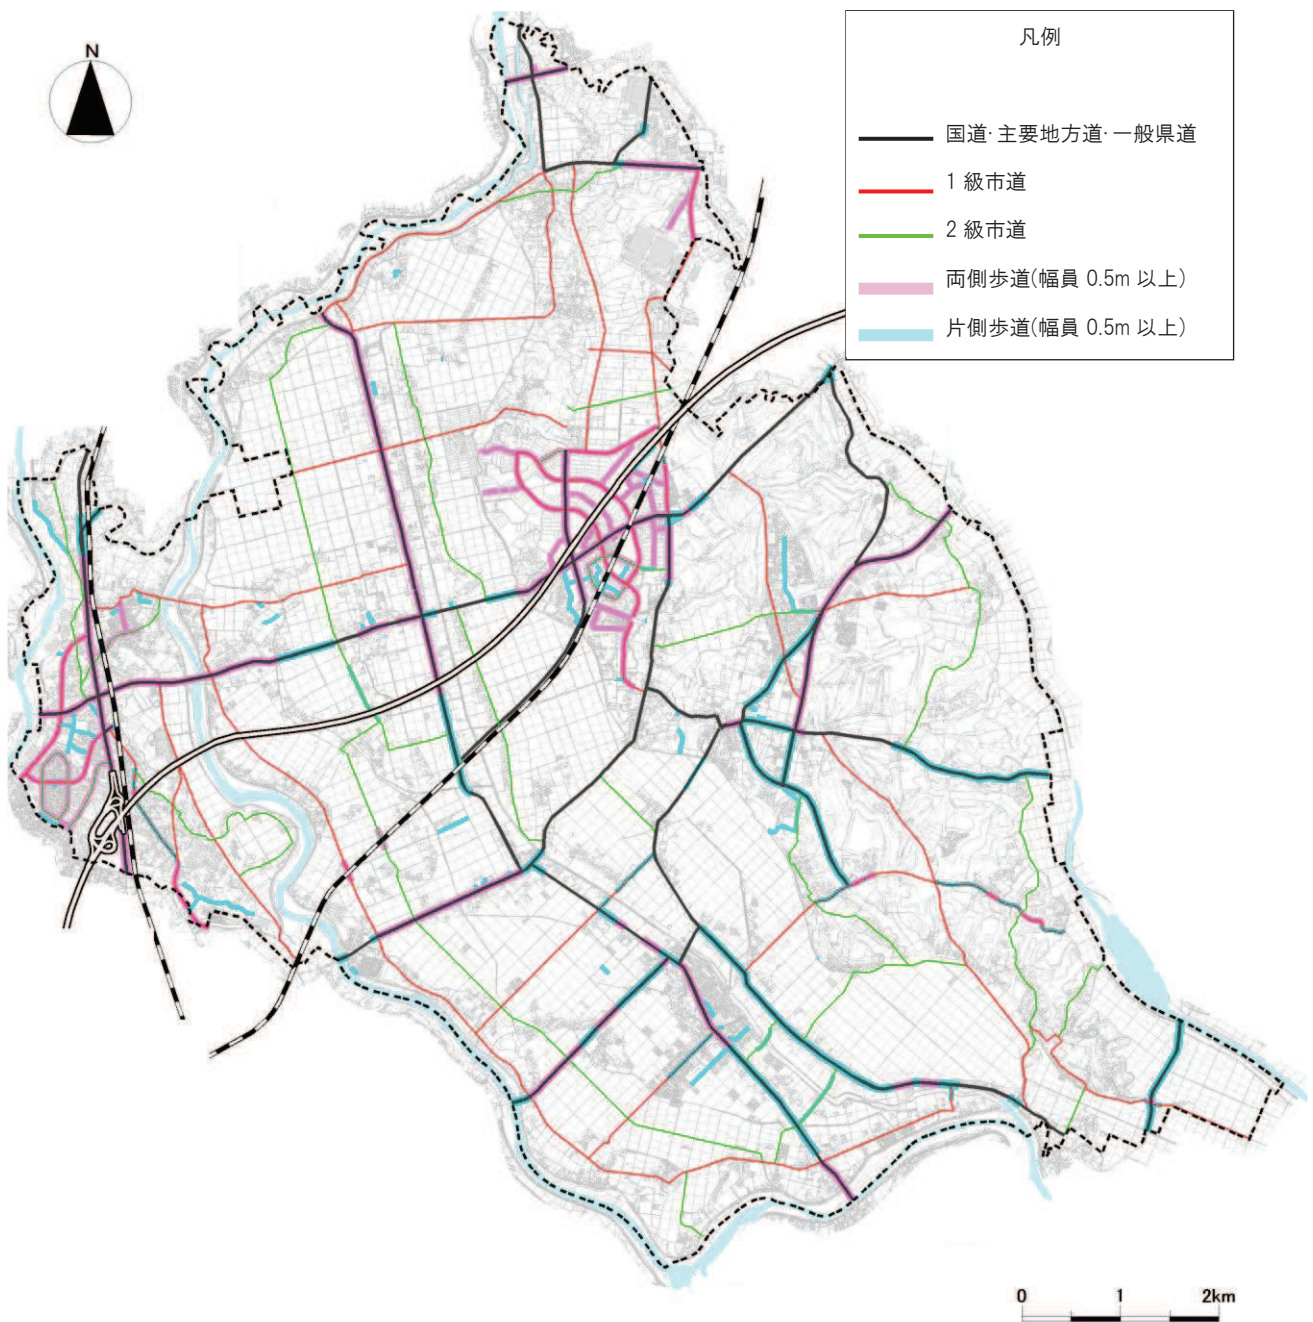 N
凡例
国道・主要地方道・一般県道
1級市道
2級市道
両側歩道(幅員 0.5m 以上)
片側歩道(幅員 0.5m 以上)
0 1 2km